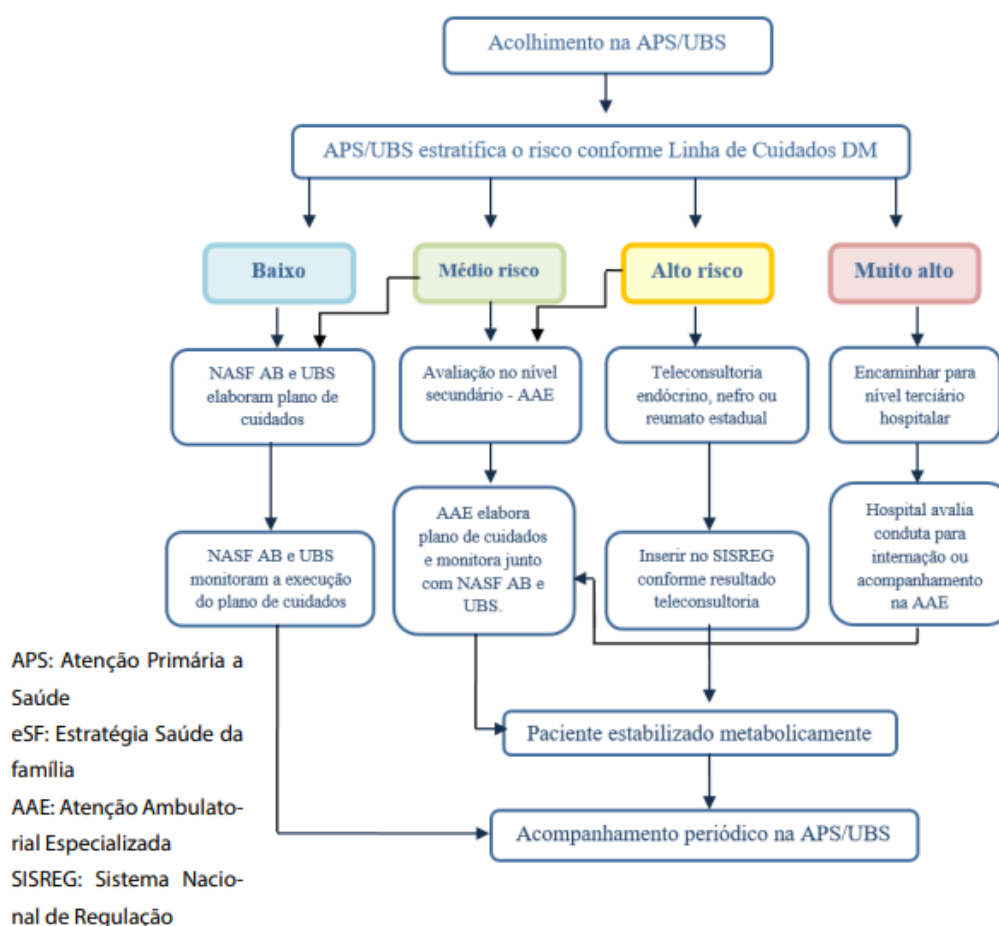 Acolhimento na APS/UBS
APS/UBS estratifica o risco conforme Linha de Cuidados DM
Baixo
Médio risco
Alto risco
Muito alto
NASF AB e UBS
elaboram plano de
cuidados
Avaliação no nível
secundário - AAE
Teleconsultoria
endócrino, nefro ou
reumato estadual
Encaminhar para
nível terciário
hospitalar
NASF AB e UBS
monitoram a execução
do plano de cuidados
AAE elabora
plano de cuidados
e monitora junto
com NASF AB e
UBS.
Inserir no SISREG
conforme resultado
teleconsultoria
Hospital avalia
conduta para
internação ou
acompanhamento
na AAE
Paciente estabilizado metabolicamente
Acompanhamento periódico na APS/UBS
APS: Atenção Primária a
Saúde
eSF: Estratégia Saúde da
família
AAE: Atenção Ambulato-
rial Especializada
SISREG: Sistema Nacio-
nal de Regulação